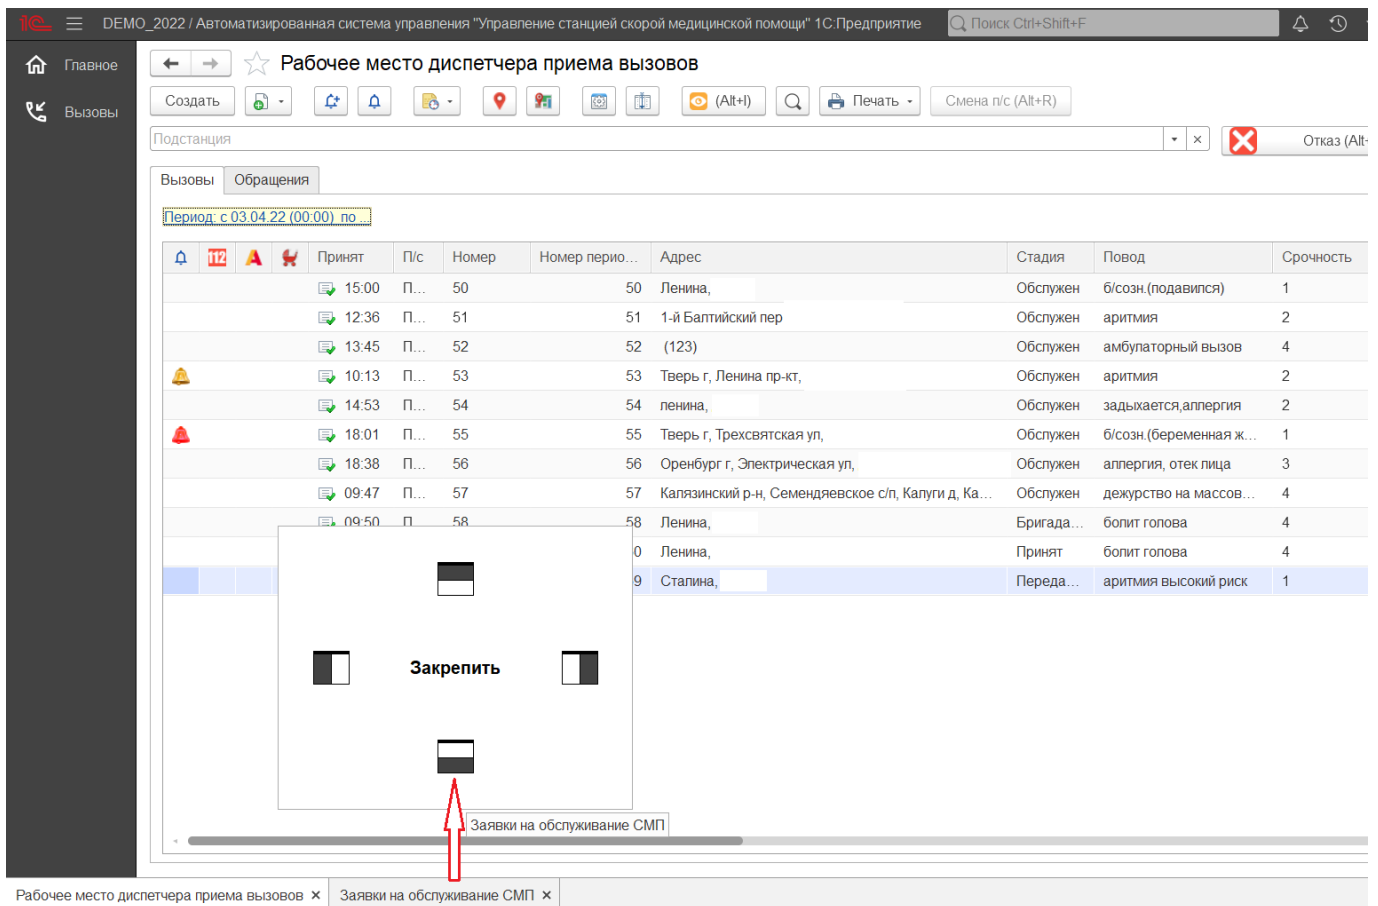 1С DEMO_2022 / Автоматизированная система управления "Управление станцией скорой медицинской помощи" 1С:Предприятие Поиск Ctrl+Shift+F
Главное
Вызовы
Рабочее место диспетчера приема вызовов
Создать (Alt+I) Печать Смена п/с (Alt+R)
Подстанция Отказ (Alt+
Вызовы Обращения
Период: с 03.04.22 (00:00) по ...
112 А Принят П/с Номер Номер перио... Адрес Стадия Повод Срочность
15:00 П... 50 50 Ленина, Обслужен б/созн.(подавился) 1
12:36 П... 51 51 1-й Балтийский пер Обслужен аритмия 2
13:45 П... 52 52 (123) Обслужен амбулаторный вызов 4
10:13 П... 53 53 Тверь г, Ленина пр-кт, Обслужен аритмия 2
14:53 П... 54 54 ленина, Обслужен задыхается,аллергия 2
18:01 П... 55 55 Тверь г, Трехсвятская ул, Обслужен б/созн.(беременная ж... 1
18:38 П... 56 56 Оренбург г, Электрическая ул, Обслужен аллергия, отек лица 3
09:47 П... 57 57 Калязинский р-н, Семендяевское с/п, Калуги д, Ка... Обслужен дежурство на массов... 4
09:50 П 58 58 Ленина, Бригада... болит голова 4
0 Ленина, Принят болит голова 4
9 Сталина, Переда... аритмия высокий риск 1
Закрепить
Заявки на обслуживание СМП
Рабочее место диспетчера приема вызовов × Заявки на обслуживание СМП ×